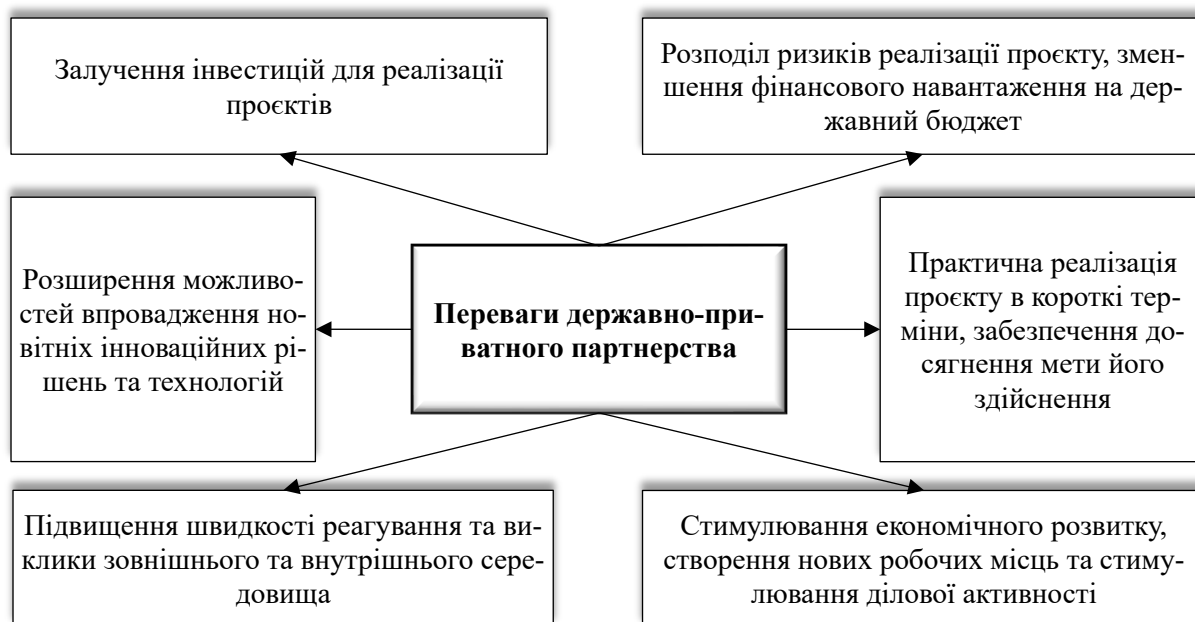 Залучення інвестицій для реалізації
проєктів
Розподіл ризиків реалізації проєкту, змен-
шення фінансового навантаження на дер-
жавний бюджет
Розширення можливо-
стей впровадження но-
вітніх інноваційних рі-
шень та технологій
Переваги державно-при-
ватного партнерства
Практична реалізація
проєкту в короткі тер-
міни, забезпечення до-
сягнення мети його
здійснення
Підвищення швидкості реагування та ви-
клики зовнішнього та внутрішнього сере-
довища
Стимулювання економічного розвитку,
створення нових робочих місць та стиму-
лювання ділової активності